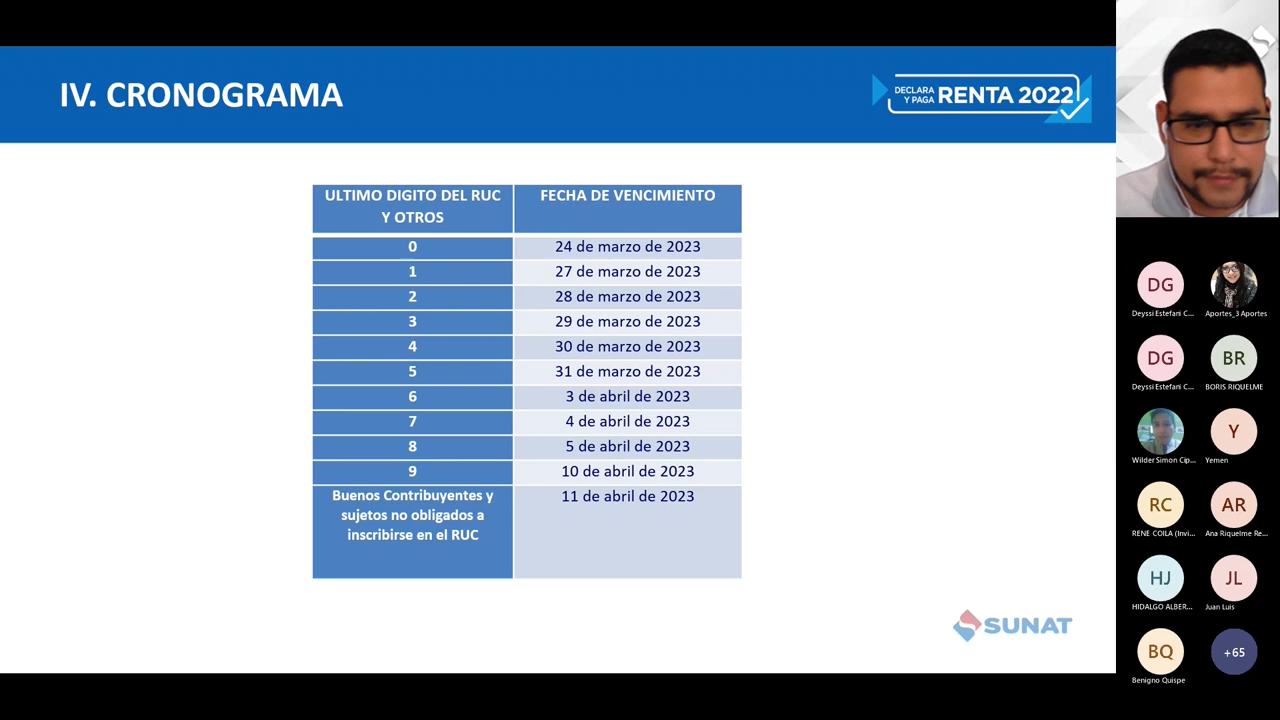 IV. CRONOGRAMA
DECLARA
Y PAGA RENTA 2022
ULTIMO DIGITO DEL RUC
Y OTROS
FECHA DE VENCIMIENTO
0 24 de marzo de 2023
1 27 de marzo de 2023
2 28 de marzo de 2023
3 29 de marzo de 2023
4 30 de marzo de 2023
5 31 de marzo de 2023
6 3 de abril de 2023
7 4 de abril de 2023
8 5 de abril de 2023
9 10 de abril de 2023
Buenos Contribuyentes y
sujetos no obligados a
inscribirse en el RUC
11 de abril de 2023
SUNAT
DG
Deyssi Estefani C... Aportes_3 Aportes
DG BR
Deyssi Estefani C... BORIS RIQUELME
Y
Wilder Simon Cip... Yemen
RC AR
RENE COILA (Invi... Ana Riquelme Re...
HJ JL
HIDALGO ALBER... Juan Luis
BQ +65
Benigno Quispe